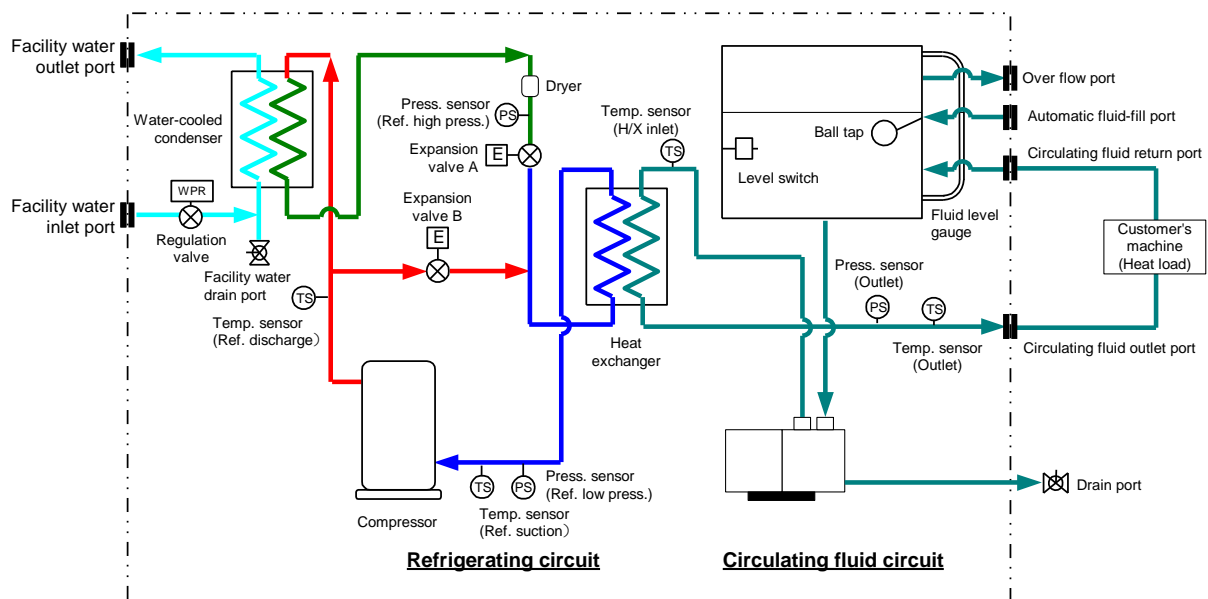 Facility water
outlet port
Water-cooled
condenser
WPR
Facility water
inlet port
Regulation
valve
Facility water
drain port
TS
Temp. sensor
(Ref. discharge)
Dryer
Press. sensor
(Ref. high press.)
PS
Expansion
valve A
E
Expansion
valve B
E
Temp. sensor
(H/X inlet)
TS
Heat
exchanger
Compressor
TS
PS
Press. sensor
(Ref. low press.)
Temp. sensor
(Ref. suction)
Refrigerating circuit
Ball tap
Level switch
Fluid level
gauge
Over flow port
Automatic fluid-fill port
Circulating fluid return port
Customer's
machine
(Heat load)
Press. sensor
(Outlet)
PS
TS
Temp. sensor
(Outlet)
Circulating fluid outlet port
Drain port
Circulating fluid circuit